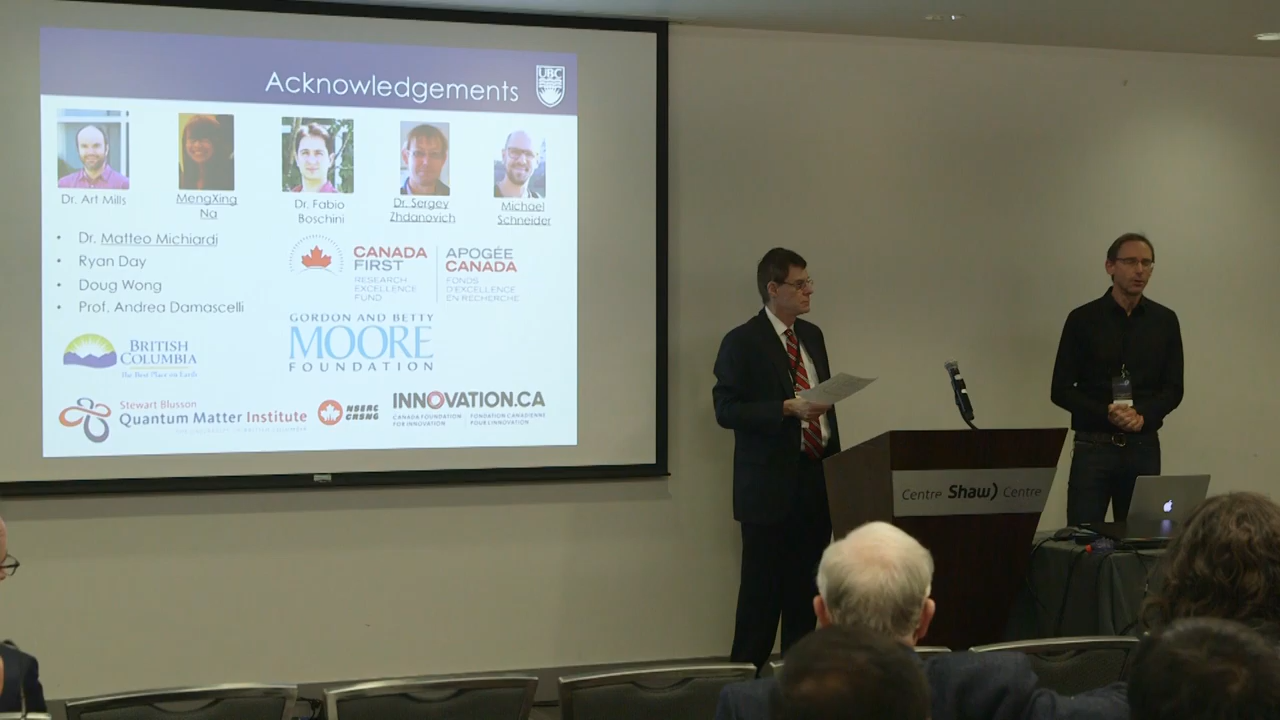 Acknowledgements
UBC
Dr. Art Mills
MengXing
Na
Dr. Fabio
Boschini
Dr. Sergey
Zhdanovich
Michael
Schneider
• Dr. Matteo Michiardi
• Ryan Day
• Doug Wong
• Prof. Andrea Damascelli
CANADA
FIRST
RESEARCH
EXCELLENCE
FUND
APOGÉE
CANADA
FONDS
D'EXCELLENCE
EN RECHERCHE
GORDON AND BETTY
MOORE
FOUNDATION
BRITISH
COLUMBIA
The Best Place on Earth
Stewart Blusson
Quantum Matter Institute
NSERC
CRSNG
INNOVATION.CA
CANADA FOUNDATION
FOR INNOVATION
FONDATION CANADIENNE
POUR L'INNOVATION
Centre Shaw) Centre